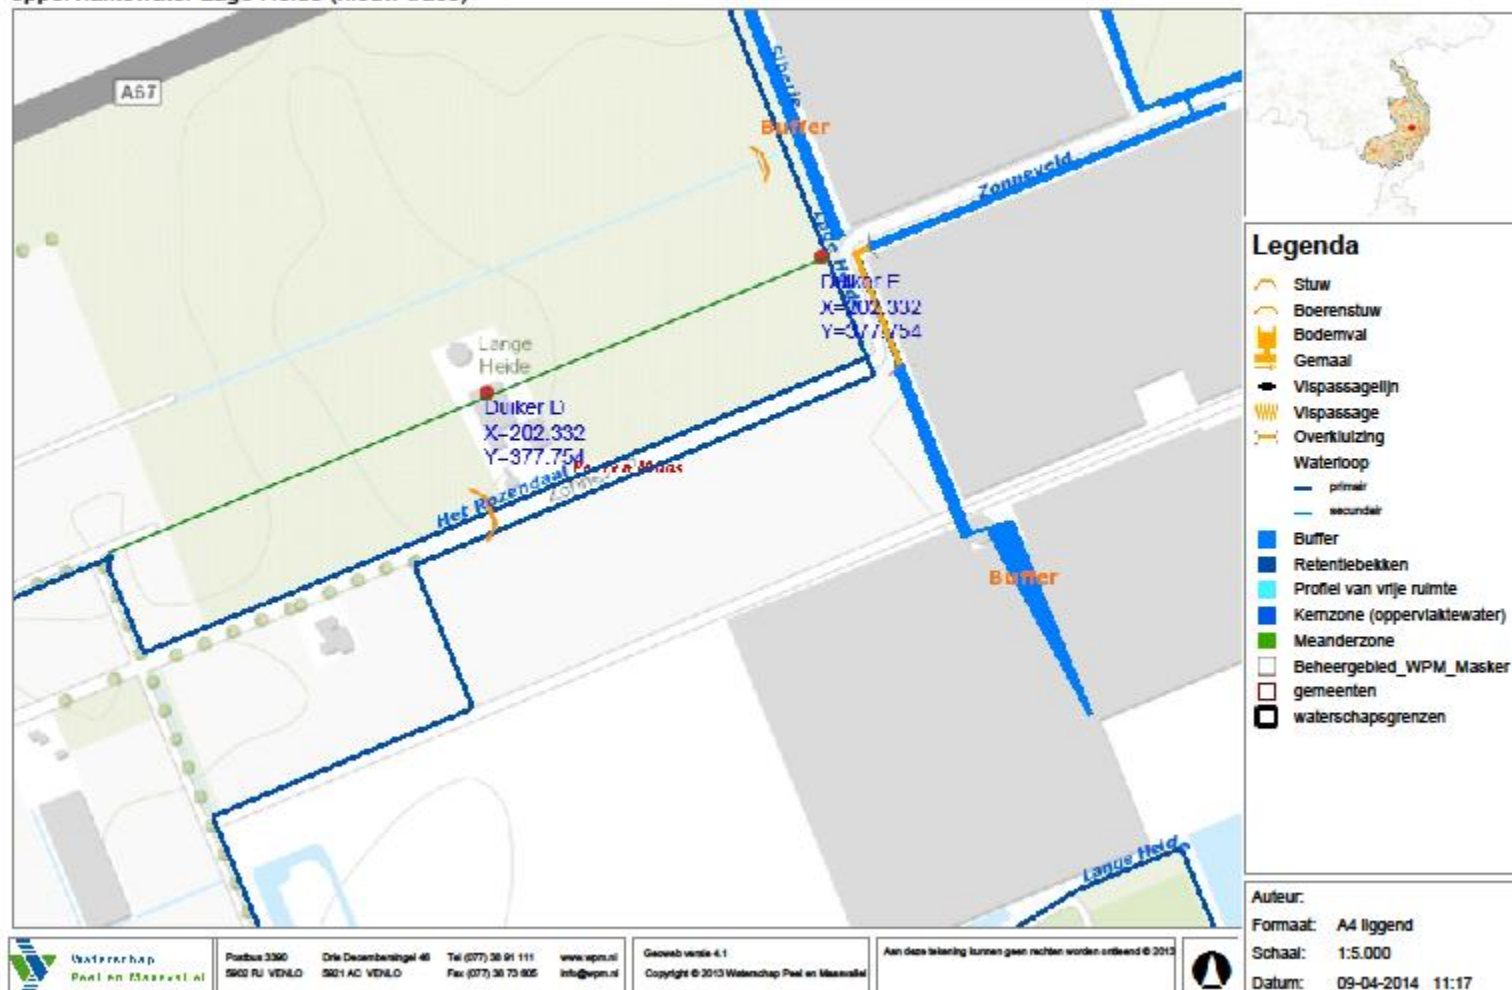 A67
Siberie
Buffer
Zonneveld
Duiker E
X=202.332
Y=377.754
Lange
Heide
Duiker D
X=202.332
Y=377.754
Het Rozendaal
Buffer
Lange Heid
Legenda
Stuw
Boerenstuw
Bodemval
Gemaal
Vispassagelijn
Vispassage
Overkluizing
Waterloop
primair
secundair
Buffer
Retentiebekken
Profiel van vrije ruimte
Kernzone (oppervlaktewater)
Meanderzone
Beheergebied_WPM_Masker
gemeenten
waterschapsgrenzen
Auteur:
Formaat: A4 liggend
Schaal: 1:5.000
Datum: 09-04-2014 11:17
Waterschap
Peel en Maasvallei
Postbus 3390
5902 RJ VENLO
Drie Decembersingel 46
5921 AC VENLO
Tel (077) 38 91 111
Fax (077) 38 73 605
www.wpm.nl
info@wpm.nl
Geoweb versie 4.1
Copyright © 2013 Waterschap Peel en Maasvallei
Aan deze tekening kunnen geen rechten worden ontleend © 2013